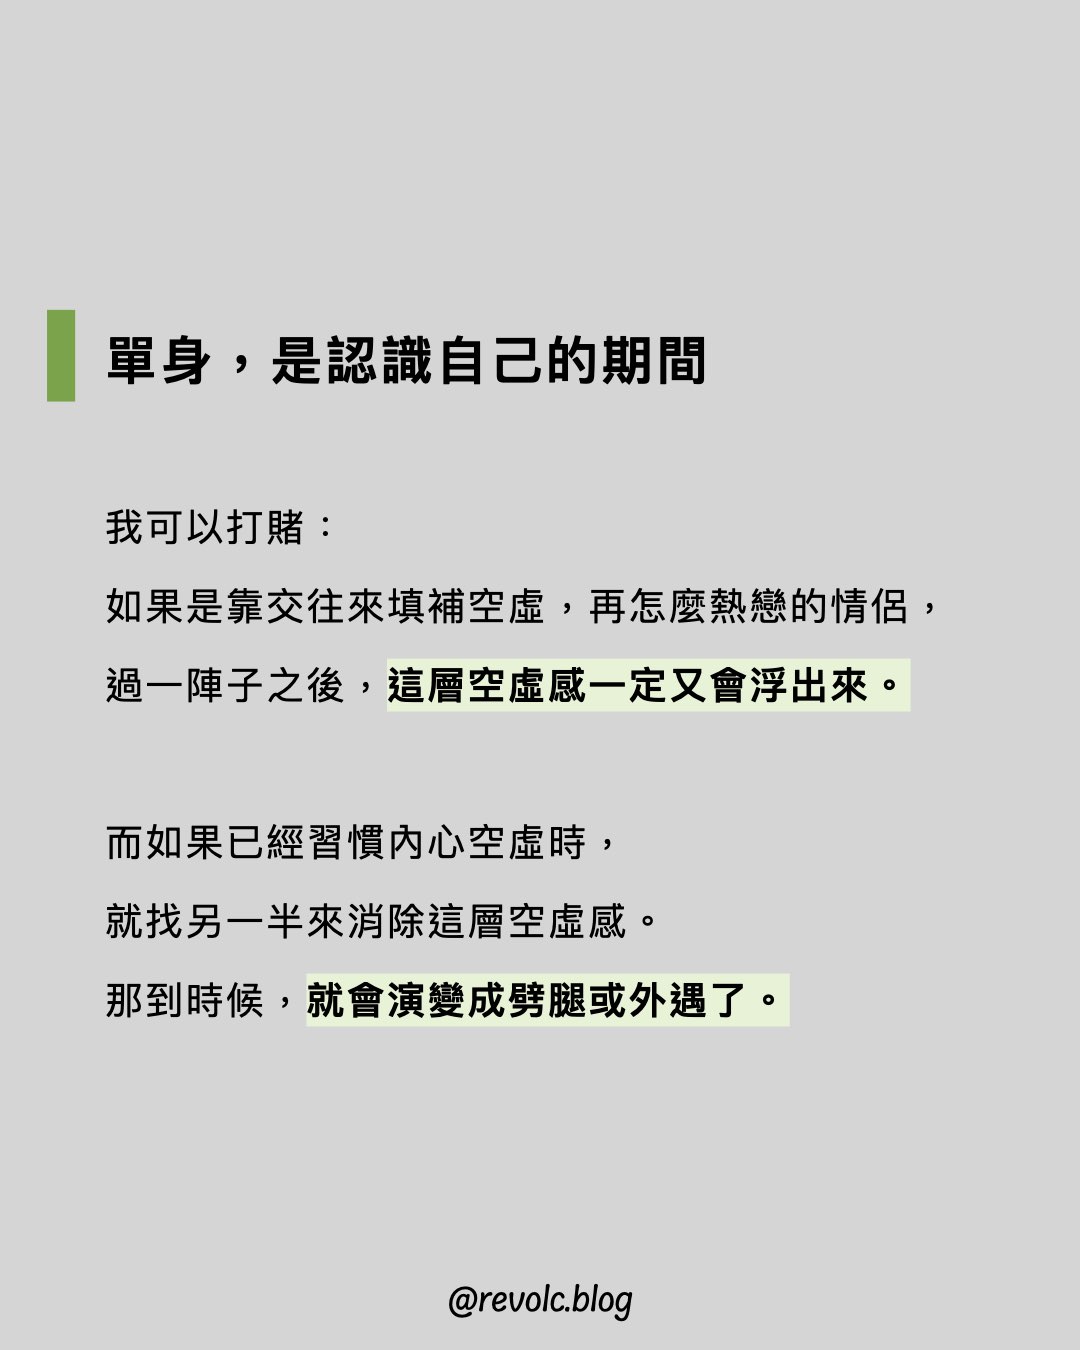 單身，是認識自己的期間
我可以打賭：
如果是靠交往來填補空虛，再怎麼熱戀的情侶，
過一陣子之後，這層空虛感一定又會浮出來。
而如果已經習慣內心空虛時，
就找另一半來消除這層空虛感。
那到時候，就會演變成劈腿或外遇了。
@revolc.blog